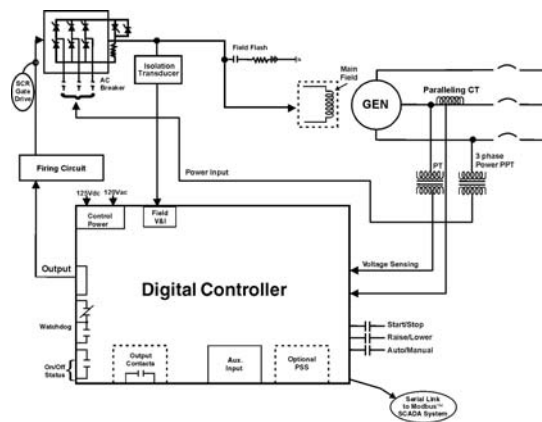 SCR
Gate
Drive
AC
Breaker
Isolation
Transducer
Field Flash
Main
Field
GEN
Paralleling CT
Firing Circuit
Power Input
PT
3 phase
Power PPT
125Vdc
120Vac
Control
Power
Field
V&I
Voltage Sensing
Output
Digital Controller
Watchdog
Start/Stop
Raise/Lower
Auto/Manual
On/Off
Status
Output
Contacts
Aux.
Input
Optional
PSS
Serial Link
to Modbus™
SCADA System